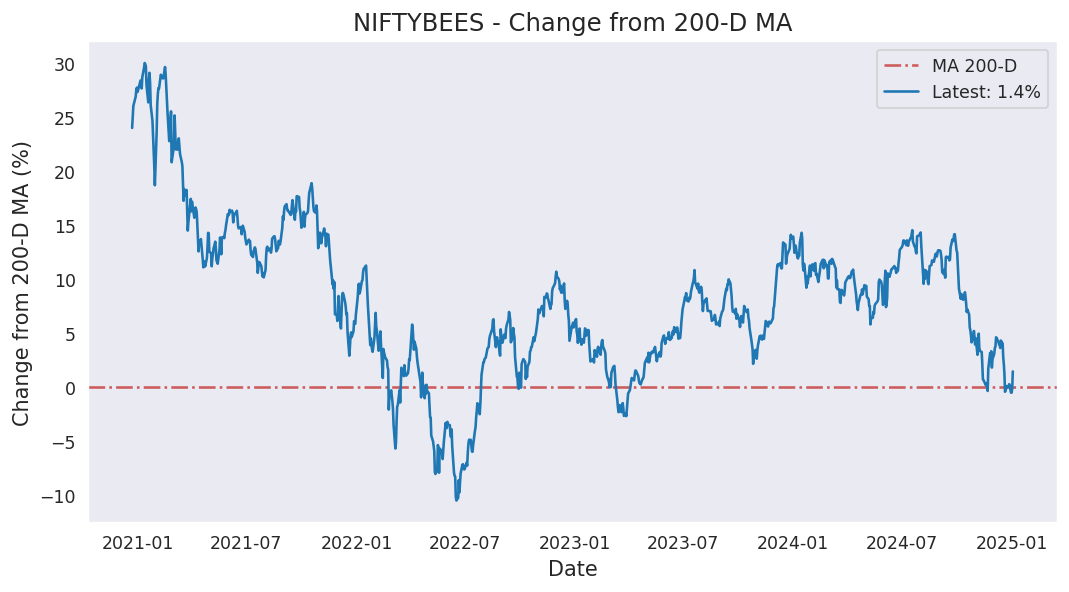 NIFTYBEES - Change from 200-D MA
MA 200-D
Latest: 1.4%
Change from 200-D MA (%)
30
25
20
15
10
5
0
−5
−10
2021-01 2021-07 2022-01 2022-07 2023-01 2023-07 2024-01 2024-07 2025-01
Date